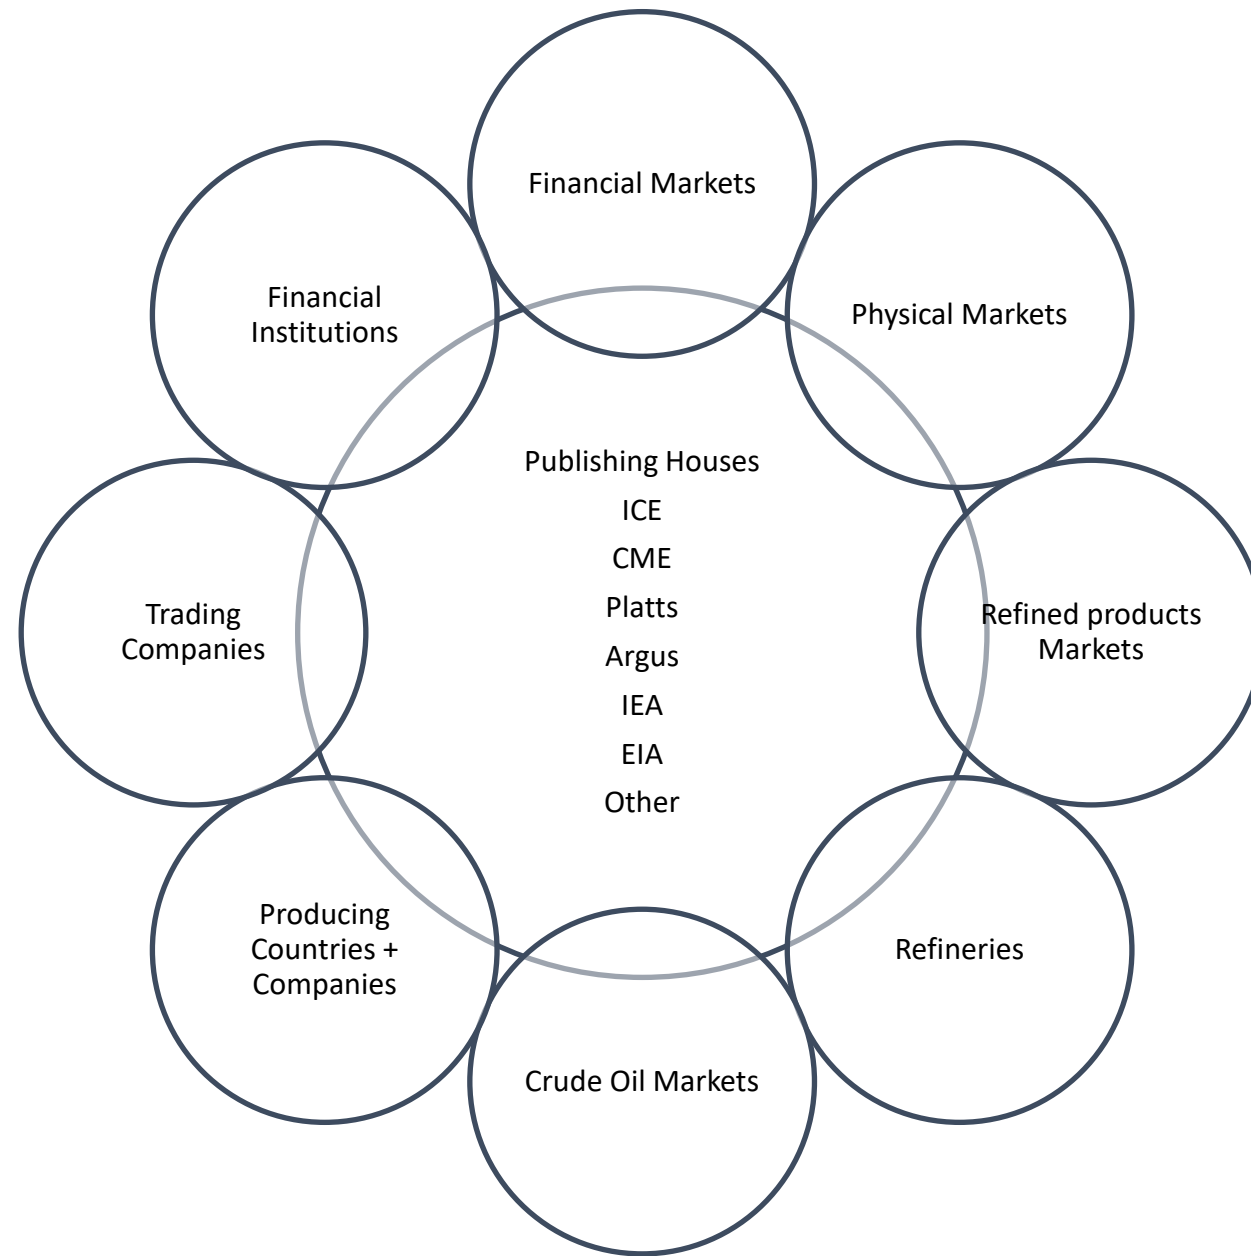 Financial Markets
Financial
Institutions
Physical Markets
Publishing Houses
ICE
CME
Platts
Argus
IEA
EIA
Other
Trading
Companies
Refined products
Markets
Producing
Countries +
Companies
Refineries
Crude Oil Markets